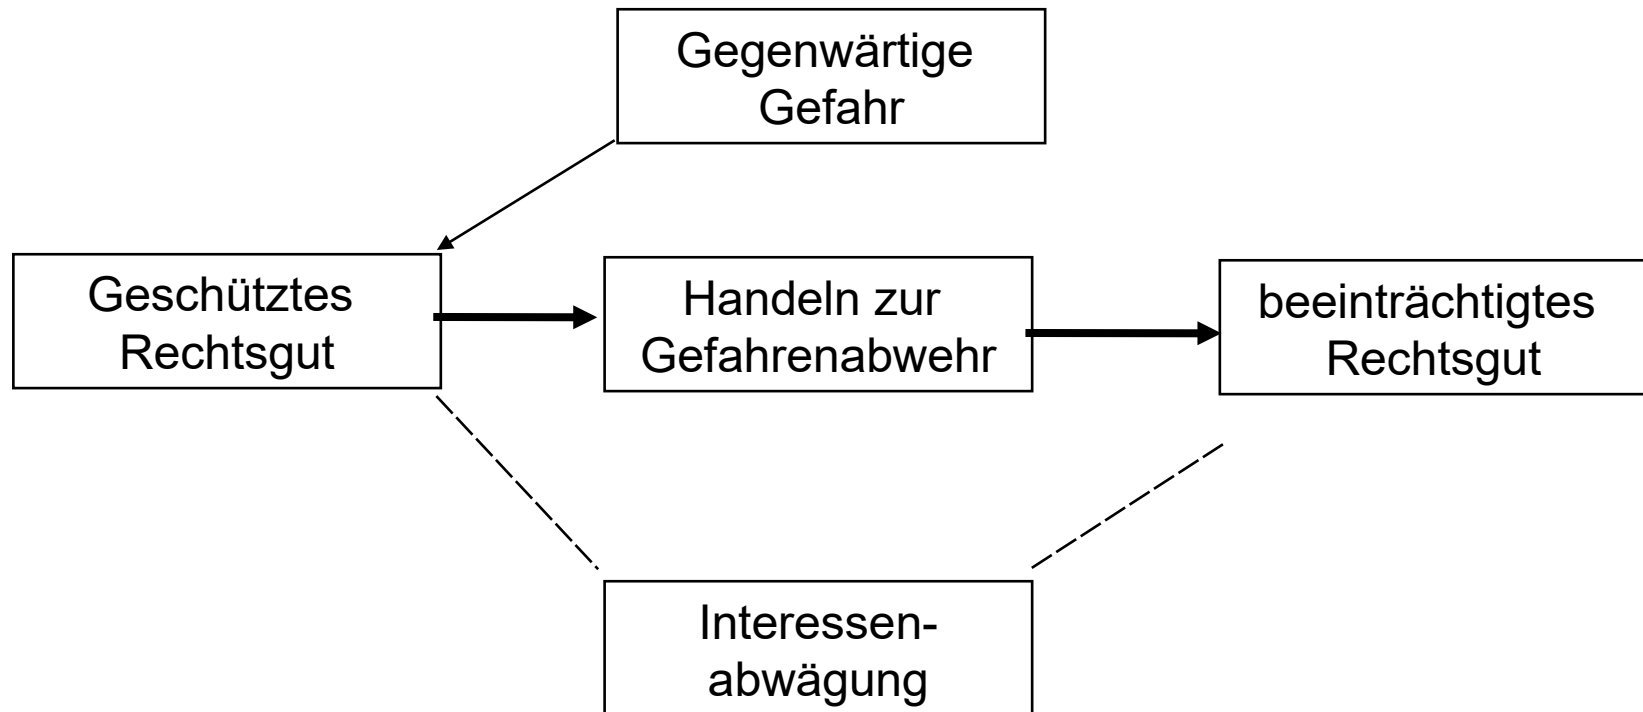 Gegenwärtige
Gefahr
Geschütztes
Rechtsgut
Handeln zur
Gefahrenabwehr
beeinträchtigtes
Rechtsgut
Interessen-
abwägung